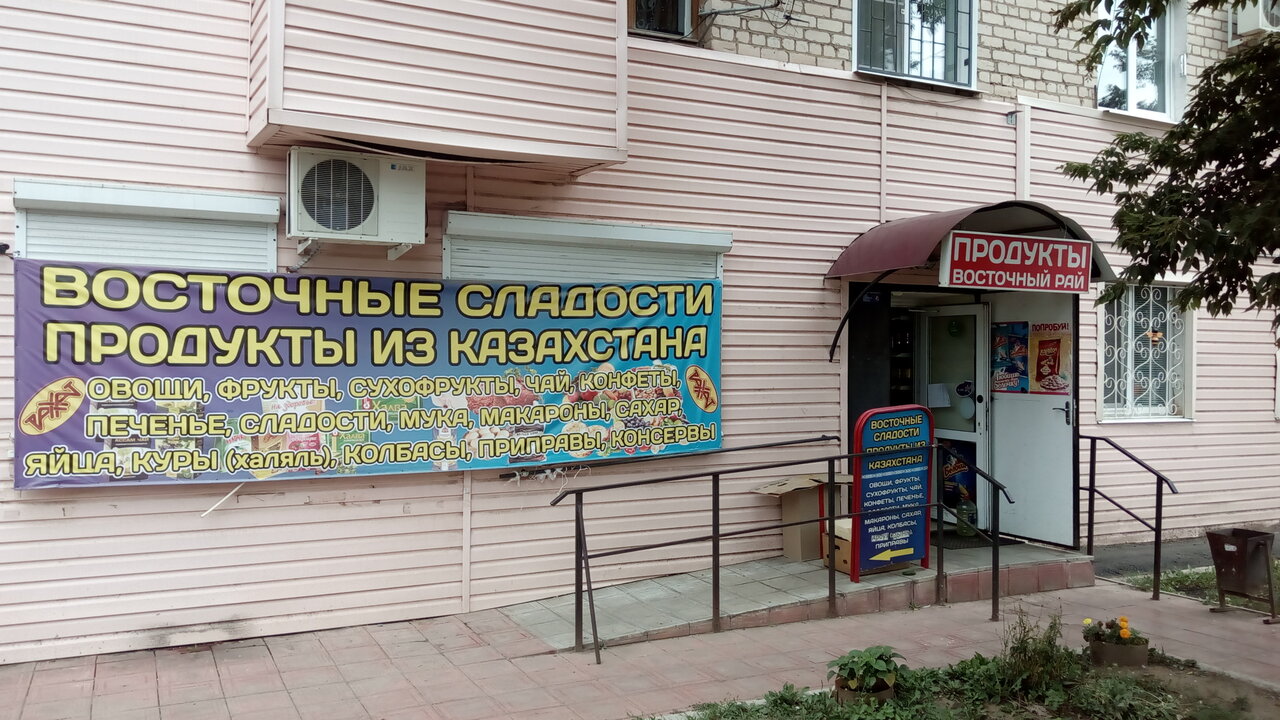 ВОСТОЧНЫЕ СЛАДОСТИ
ПРОДУКТЫ ИЗ КАЗАХСТАНА
ОВОЩИ, ФРУКТЫ, СУХОФРУКТЫ, ЧАЙ, КОНФЕТЫ,
ПЕЧЕНЬЕ, СЛАДОСТИ, МУКА, МАКАРОНЫ, САХАР,
ЯЙЦА, КУРЫ (халяль), КОЛБАСЫ, ПРИПРАВЫ, КОНСЕРВЫ
ПРОДУКТЫ
ВОСТОЧНЫЙ РАЙ
ПОПРОБУЙ!
ВОСТОЧНЫЕ
СЛАДОСТИ
ПРОДУКТЫ ИЗ
КАЗАХСТАНА
ОВОЩИ, ФРУКТЫ,
СУХОФРУКТЫ, ЧАЙ,
КОНФЕТЫ, ПЕЧЕНЬЕ,
СЛАДОСТИ, МУКА,
МАКАРОНЫ, САХАР,
ЯЙЦА, КОЛБАСЫ,
ПРИПРАВЫ